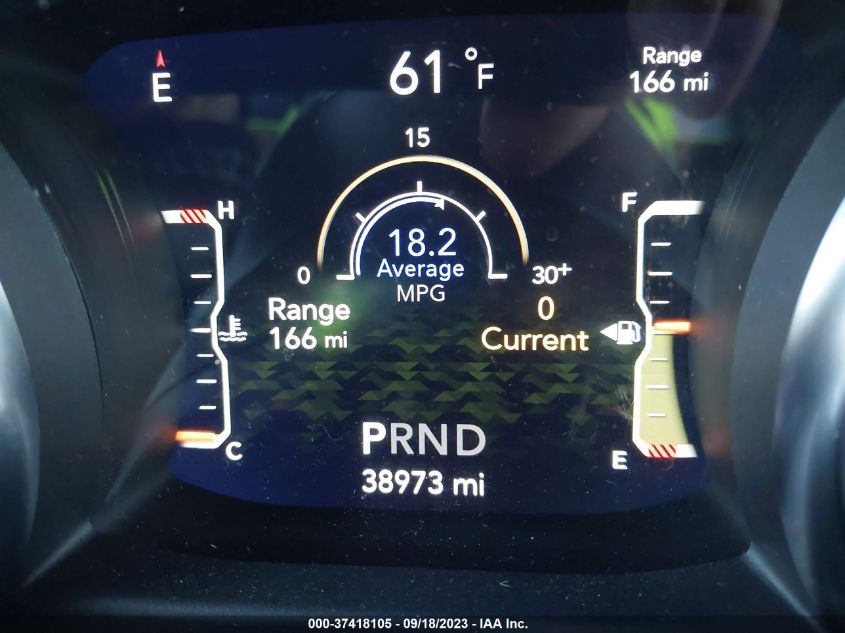 E
61 °F
Range
166 mi
15
H
F
18.2
Average
MPG
0
30+
Range
166 mi
0
Current
C
E
PRND
38973 mi
000-37418105 - 09/18/2023 - IAA Inc.